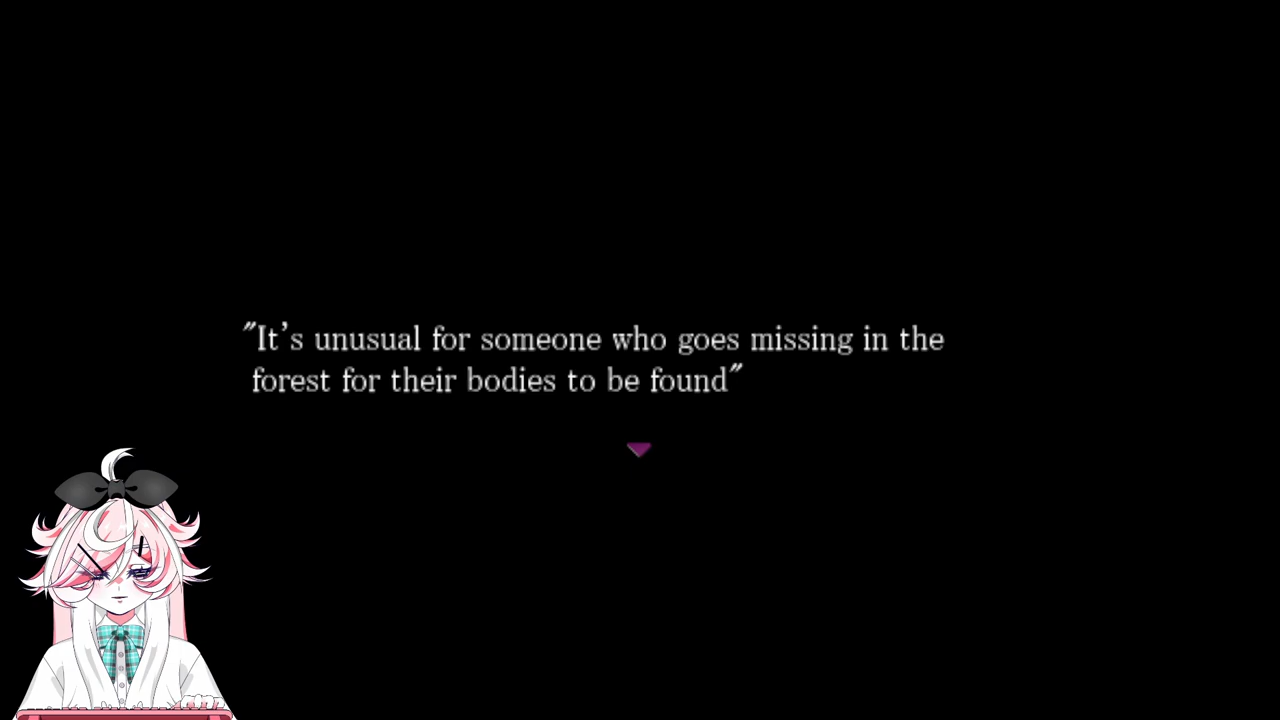 "It's unusual for someone who goes missing in the
forest for their bodies to be found"